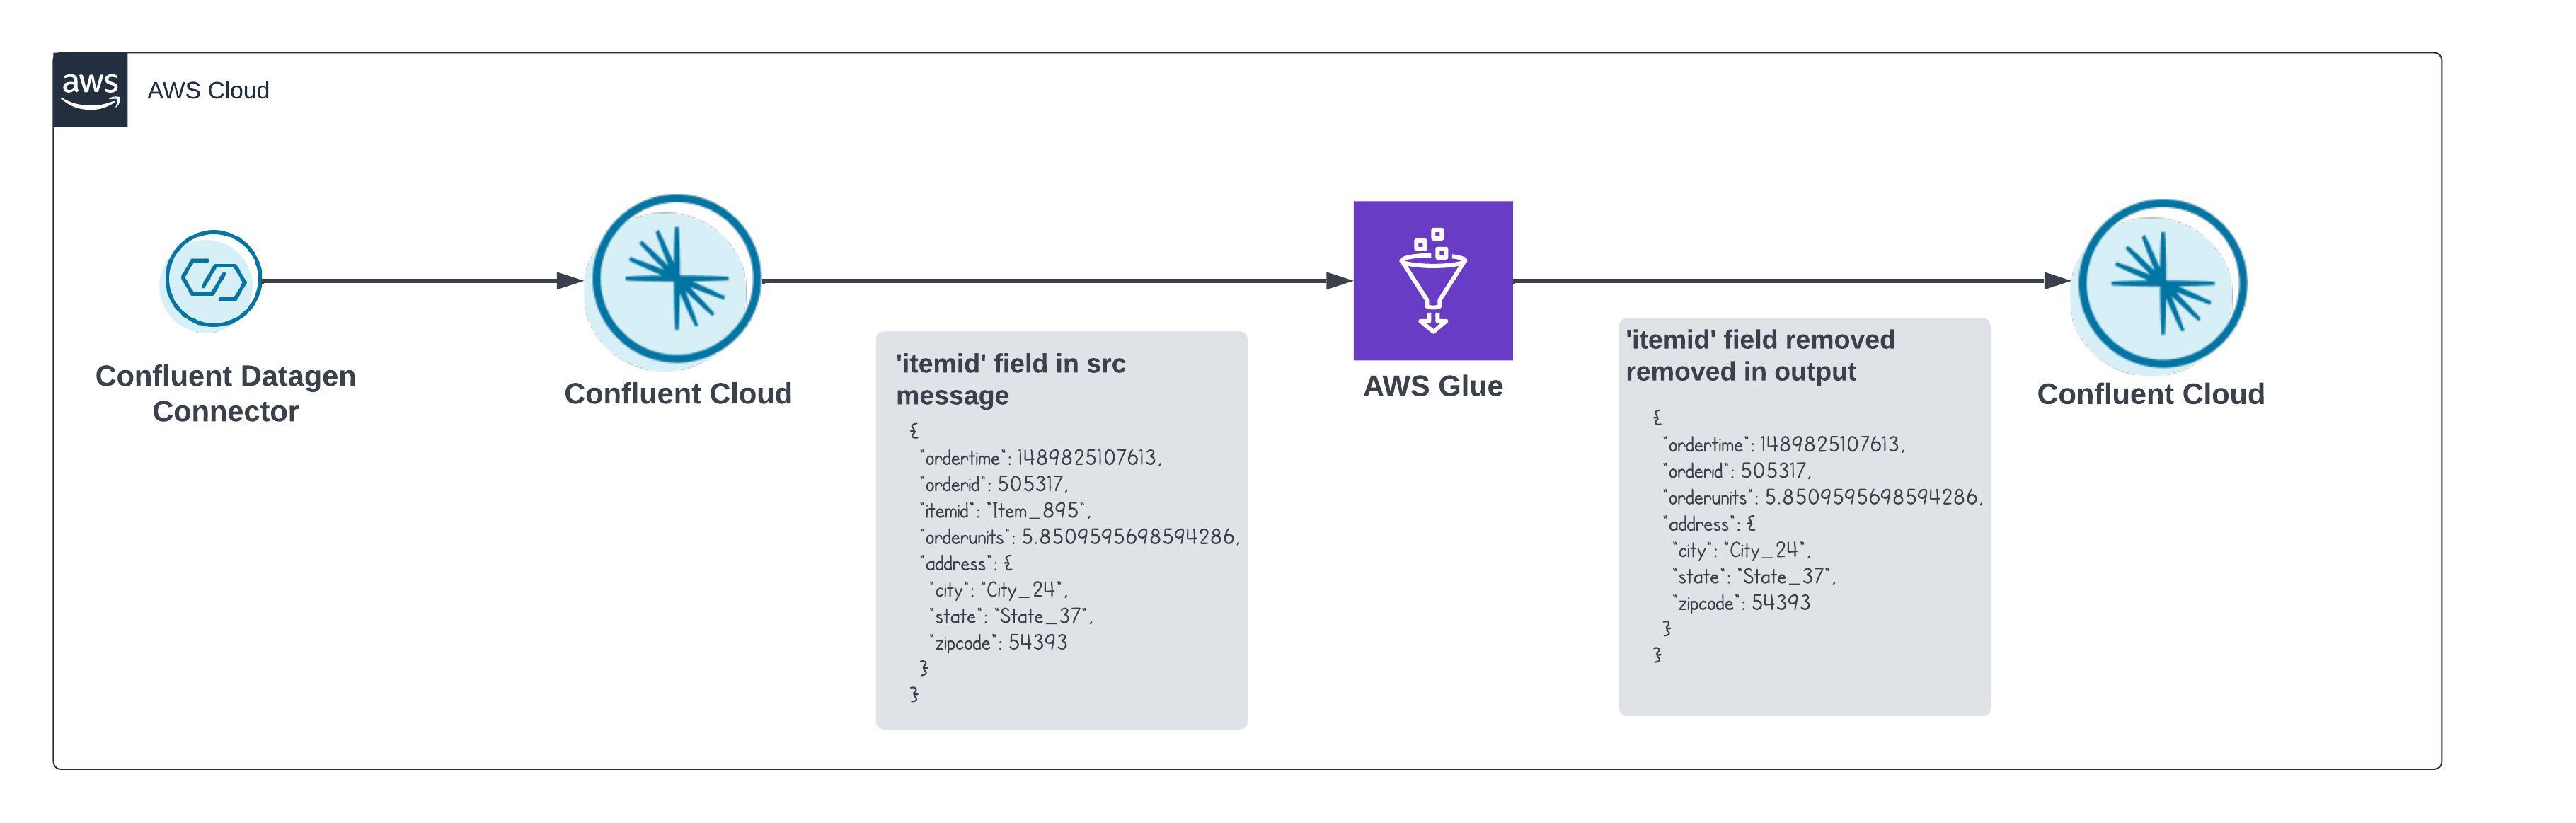 aws
AWS Cloud
Confluent Datagen
Connector
Confluent Cloud
'itemid' field in src
message
{
"ordertime": 1489825107613,
"orderid": 505317,
"itemid": "Item_895",
"orderunits": 5.8509595698594286,
"address": {
"city": "City_24",
"state": "State_37",
"zipcode": 54393
}
}
AWS Glue
'itemid' field removed
removed in output
{
"ordertime": 1489825107613,
"orderid": 505317,
"orderunits": 5.8509595698594286,
"address": {
"city": "City_24",
"state": "State_37",
"zipcode": 54393
}
}
Confluent Cloud